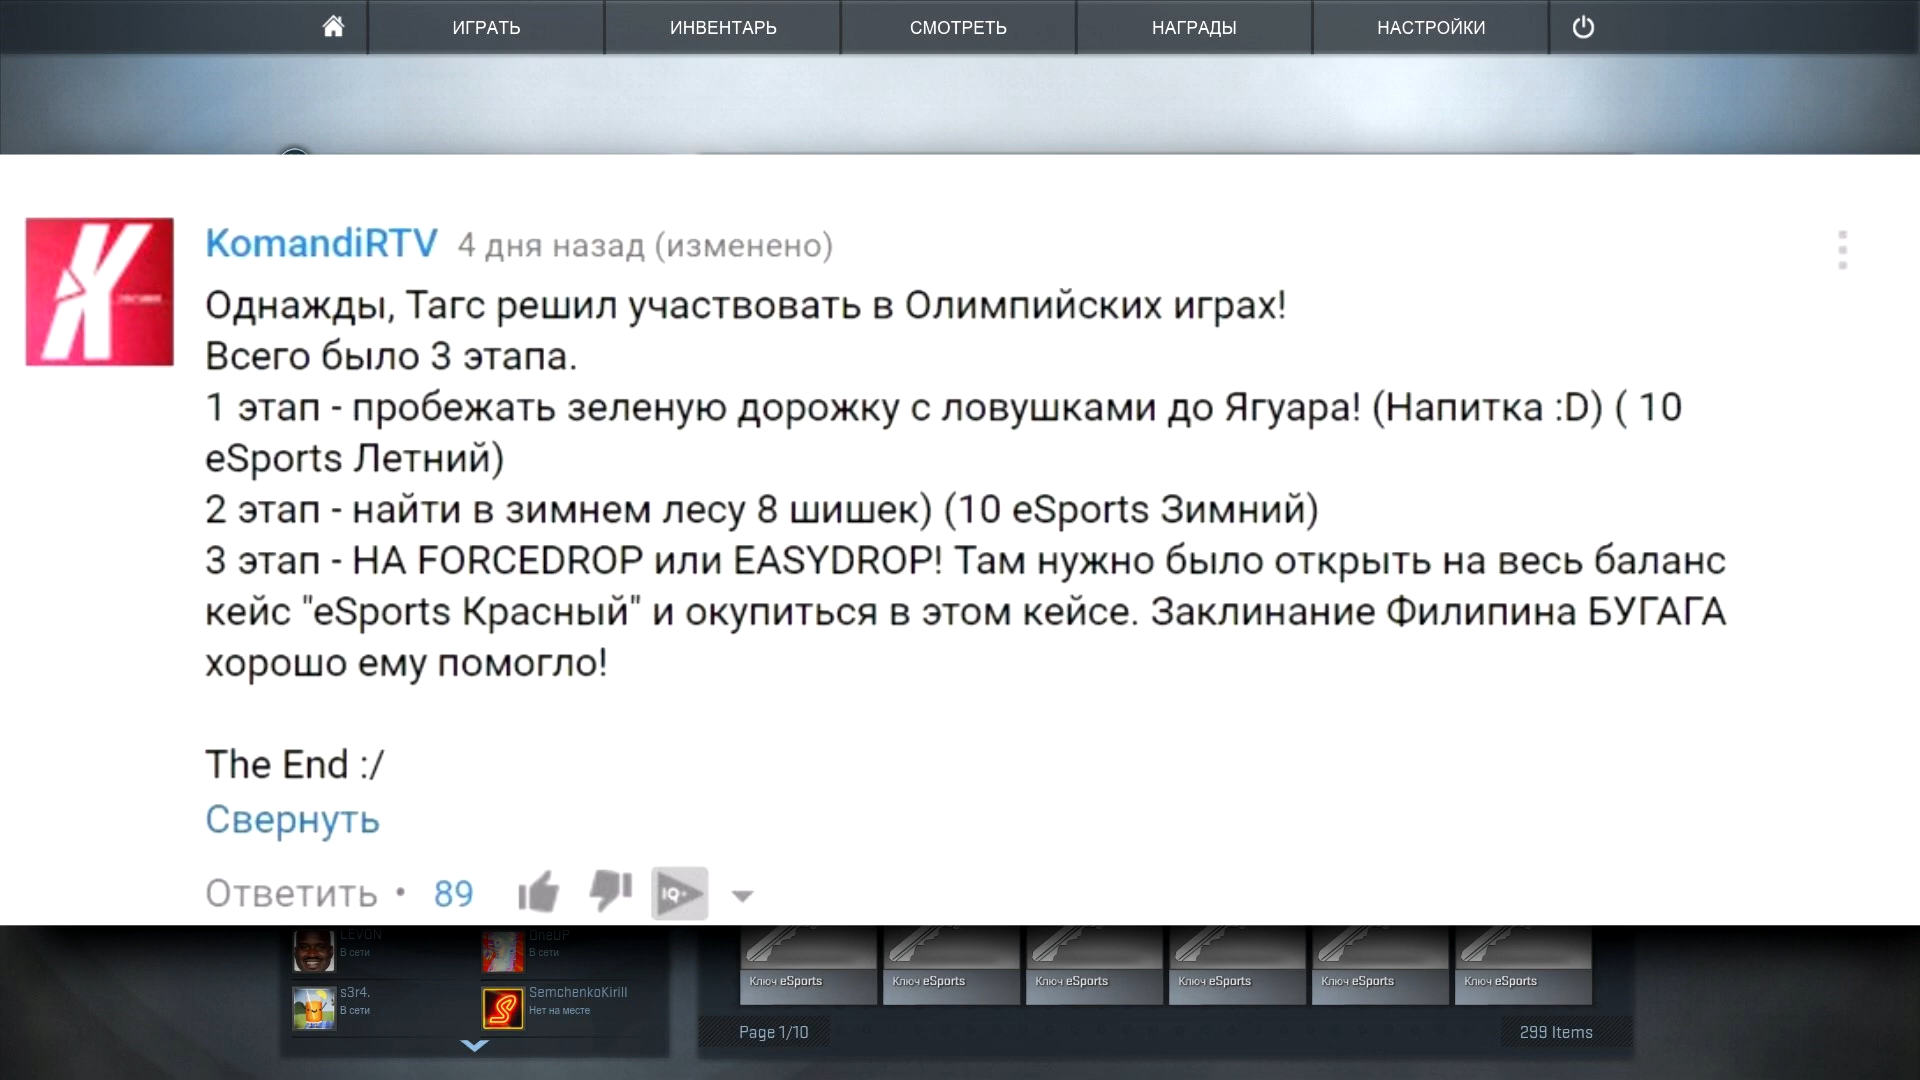 ИГРАТЬ
ИНВЕНТАРЬ
СМОТРЕТЬ
НАГРАДЫ
НАСТРОЙКИ
KomandiRTV 4 дня назад (изменено)
Однажды, Тагс решил участвовать в Олимпийских играх!
Всего было 3 этапа.
1 этап - пробежать зеленую дорожку с ловушками до Ягуара! (Напитка :D) ( 10
eSports Летний)
2 этап - найти в зимнем лесу 8 шишек) (10 eSports Зимний)
3 этап - НА FORCEDROP или EASYDROP! Там нужно было открыть на весь баланс
кейс "eSports Красный" и окупиться в этом кейсе. Заклинание Филипина БУГАГА
хорошо ему помогло!
The End :/
Свернуть
Ответить • 89
IQ+
LEVON
В сети
OneUP
В сети
s3r4.
В сети
SemchenkoKirill
Нет на месте
Ключ eSports
Ключ eSports
Ключ eSports
Ключ eSports
Ключ eSports
Ключ eSports
Page 1/10
299 Items